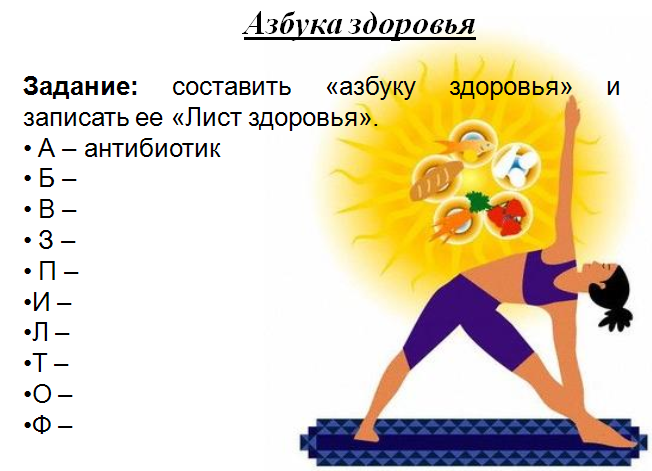 Азбука здоровья
Задание: составить «азбуку здоровья» и
записать ее «Лист здоровья».
• А – антибиотик
• Б –
• В –
• З –
• П –
•И –
•Л –
•Т –
•О –
•Ф –